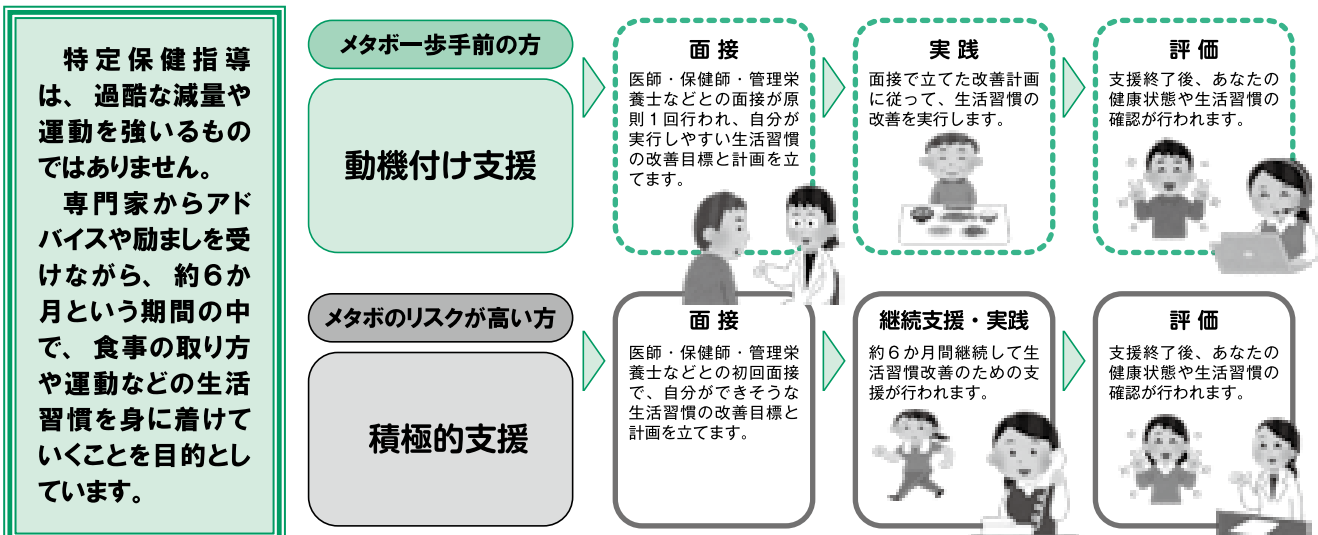 特定保健指導
は、過酷な減量や
運動を強いるもの
ではありません。
専門家からアド
バイスや励ましを受
けながら、約６か
月という期間の中
で、食事の取り方
や運動などの生活
習慣を身に着けて
いくことを目的とし
ています。
メタボ一歩手前の方
動機付け支援
面接
医師・保健師・管理栄
養士などとの面接が原
則１回行われ、自分が
実行しやすい生活習慣
の改善目標と計画を立
てます。
実践
面接で立てた改善計画
に従って、生活習慣の
改善を実行します。
評価
支援終了後、あなたの
健康状態や生活習慣の
確認が行われます。
メタボのリスクが高い方
積極的支援
面接
医師・保健師・管理栄
養士などとの初回面接
で、自分ができそうな
生活習慣の改善目標と
計画を立てます。
継続支援・実践
約６か月間継続して生
活習慣改善のための支
援が行われます。
評価
支援終了後、あなたの
健康状態や生活習慣の
確認が行われます。